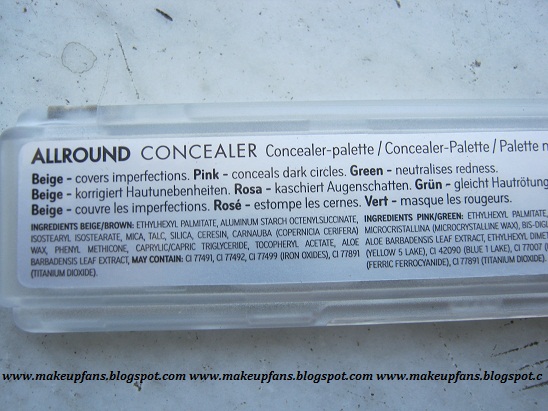 ALLROUND CONCEALER Concealer-palette / Concealer-Palette / Palette
Beige - covers imperfections. Pink - conceals dark circles. Green - neutralises redness.
Beige - korrigiert Hautunebenheiten. Rosa - kaschiert Augenschatten. Grün - gleicht Hautrötung
Beige - couvre les imperfections. Rosé - estompe les cernes. Vert - masque les rougeurs.
INGREDIENTS BEIGE/BROWN: ETHYLHEXYL PALMITATE, ALUMINUM STARCH OCTENYLSUCCINATE,
ISOSTEARYL ISOSTEARATE, MICA, TALC, SILICA, CERESIN, CARNAUBA (COPERNICIA CERIFERA)
WAX, PHENYL METHICONE, CAPRYLIC/CAPRIC TRIGLYCERIDE, TOCOPHERYL ACETATE, ALOE
BARBADENSIS LEAF EXTRACT, MAY CONTAIN: CI 77491, CI 77492, CI 77499 (IRON OXIDES), CI 77891
(TITANIUM DIOXIDE).
INGREDIENTS PINK/GREEN: ETHYLHEXYL PALMITATE,
MICROCRISTALLINA (MICROCRYSTALLINE WAX), BIS-DIG
ALOE BARBADENSIS LEAF EXTRACT, ETHYLHEXYL DIMET
(YELLOW 5 LAKE), CI 42090 (BLUE 1 LAKE), CI 77007
(FERRIC FERROCYANIDE), CI 77891 (TITANIUM DIOXIDE).
www.makeupfans.blogspot.com www.makeupfans.blogspot.com www.makeupfans.blogspot.c